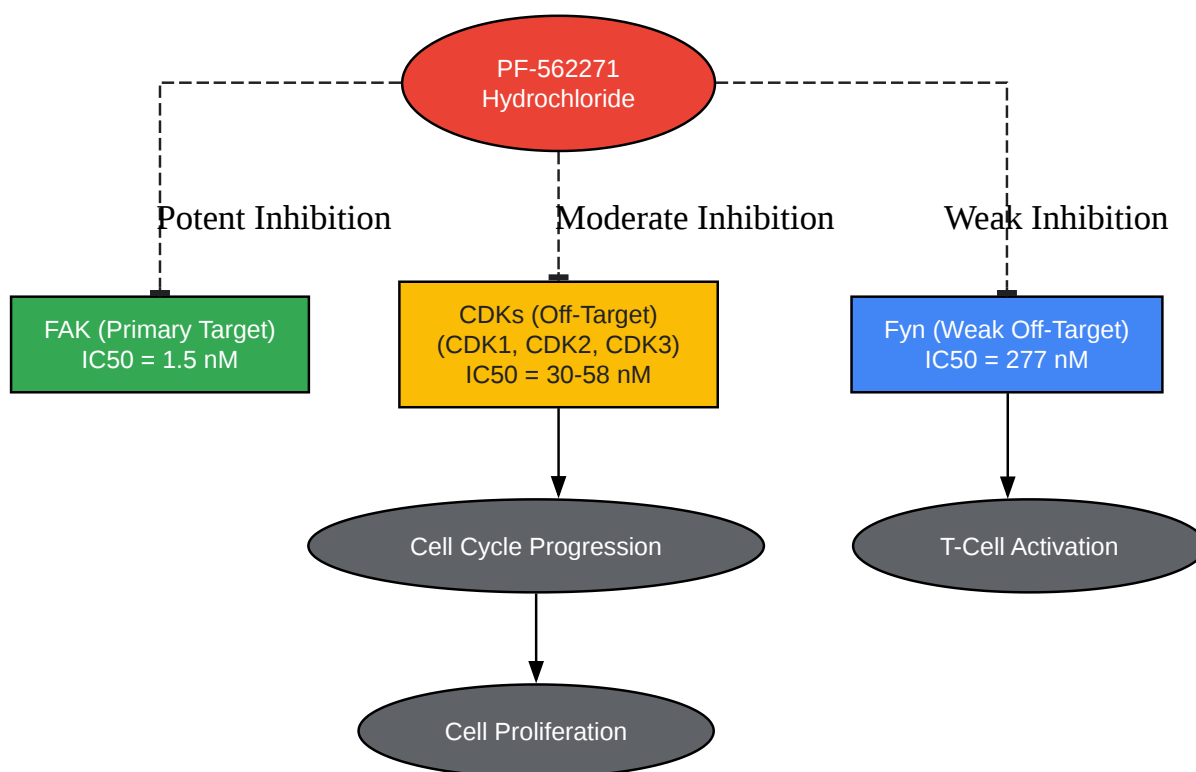 PF-562271
Hydrochloride
Potent Inhibition
Moderate Inhibition
Weak Inhibition
FAK (Primary Target)
IC50 = 1.5 nM
CDKs (Off-Target)
(CDK1, CDK2, CDK3)
IC50 = 30-58 nM
Fyn (Weak Off-Target)
IC50 = 277 nM
Cell Cycle Progression
T-Cell Activation
Cell Proliferation